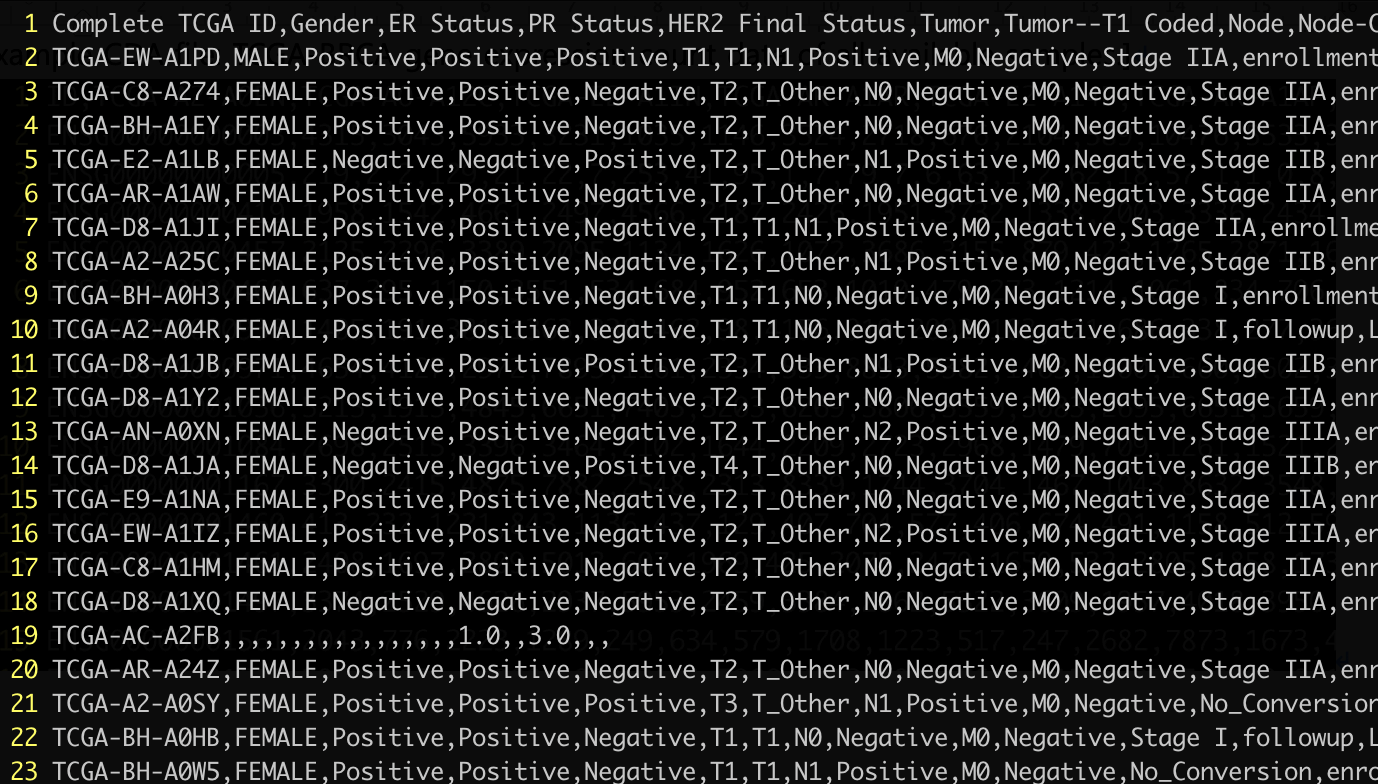 1 Complete TCGA ID,Gender,ER Status,PR Status,HER2 Final Status,Tumor,Tumor--T1 Coded,Node,Node-C
2 TCGA-EW-A1PD,MALE,Positive,Positive,Positive,T1,T1,N1,Positive,M0,Negative,Stage IIA,enrollment
3 TCGA-C8-A274,FEMALE,Positive,Positive,Negative,T2,T_Other,N0,Negative,M0,Negative,Stage IIA,enr
4 TCGA-BH-A1EY,FEMALE,Positive,Positive,Negative,T2,T_Other,N0,Negative,M0,Negative,Stage IIA,enr
5 TCGA-E2-A1LB,FEMALE,Negative,Negative,Positive,T2,T_Other,N1,Positive,M0,Negative,Stage IIB,enr
6 TCGA-AR-A1AW,FEMALE,Positive,Positive,Negative,T2,T_Other,N0,Negative,M0,Negative,Stage IIA,enr
7 TCGA-D8-A1JI,FEMALE,Positive,Positive,Negative,T1,T1,N1,Positive,M0,Negative,Stage IIA,enrollme
8 TCGA-A2-A25C,FEMALE,Positive,Positive,Negative,T2,T_Other,N1,Positive,M0,Negative,Stage IIB,enr
9 TCGA-BH-A0H3,FEMALE,Positive,Positive,Negative,T1,T1,N0,Negative,M0,Negative,Stage I,enrollment
10 TCGA-A2-A04R,FEMALE,Positive,Positive,Negative,T1,T1,N0,Negative,M0,Negative,Stage I,followup,L
11 TCGA-D8-A1JB,FEMALE,Positive,Positive,Positive,T2,T_Other,N1,Positive,M0,Negative,Stage IIB,enr
12 TCGA-D8-A1Y2,FEMALE,Positive,Positive,Negative,T2,T_Other,N0,Negative,M0,Negative,Stage IIA,enr
13 TCGA-AN-A0XN,FEMALE,Negative,Positive,Negative,T2,T_Other,N2,Positive,M0,Negative,Stage IIIA,en
14 TCGA-D8-A1JA,FEMALE,Negative,Negative,Positive,T4,T_Other,N0,Negative,M0,Negative,Stage IIIB,en
15 TCGA-E9-A1NA,FEMALE,Positive,Positive,Negative,T2,T_Other,N0,Negative,M0,Negative,Stage IIA,enr
16 TCGA-EW-A1IZ,FEMALE,Positive,Positive,Negative,T2,T_Other,N2,Positive,M0,Negative,Stage IIIA,en
17 TCGA-C8-A1HM,FEMALE,Positive,Positive,Negative,T2,T_Other,N0,Negative,M0,Negative,Stage IIA,enr
18 TCGA-D8-A1XQ,FEMALE,Negative,Negative,Negative,T2,T_Other,N0,Negative,M0,Negative,Stage IIA,enr
19 TCGA-AC-A2FB,,,,,,,,,,,,,,,,,1.0,,3.0,,,
20 TCGA-AR-A24Z,FEMALE,Positive,Positive,Negative,T2,T_Other,N0,Negative,M0,Negative,Stage IIA,enr
21 TCGA-A2-A0SY,FEMALE,Positive,Positive,Positive,T3,T_Other,N1,Positive,M0,Negative,No_Conversion
22 TCGA-BH-A0HB,FEMALE,Positive,Positive,Negative,T1,T1,N0,Negative,M0,Negative,Stage I,followup,L
23 TCGA-BH-A0W5,FEMALE,Positive,Positive,Negative,T1,T1,N1,Positive,M0,Negative,No_Conversion,enro